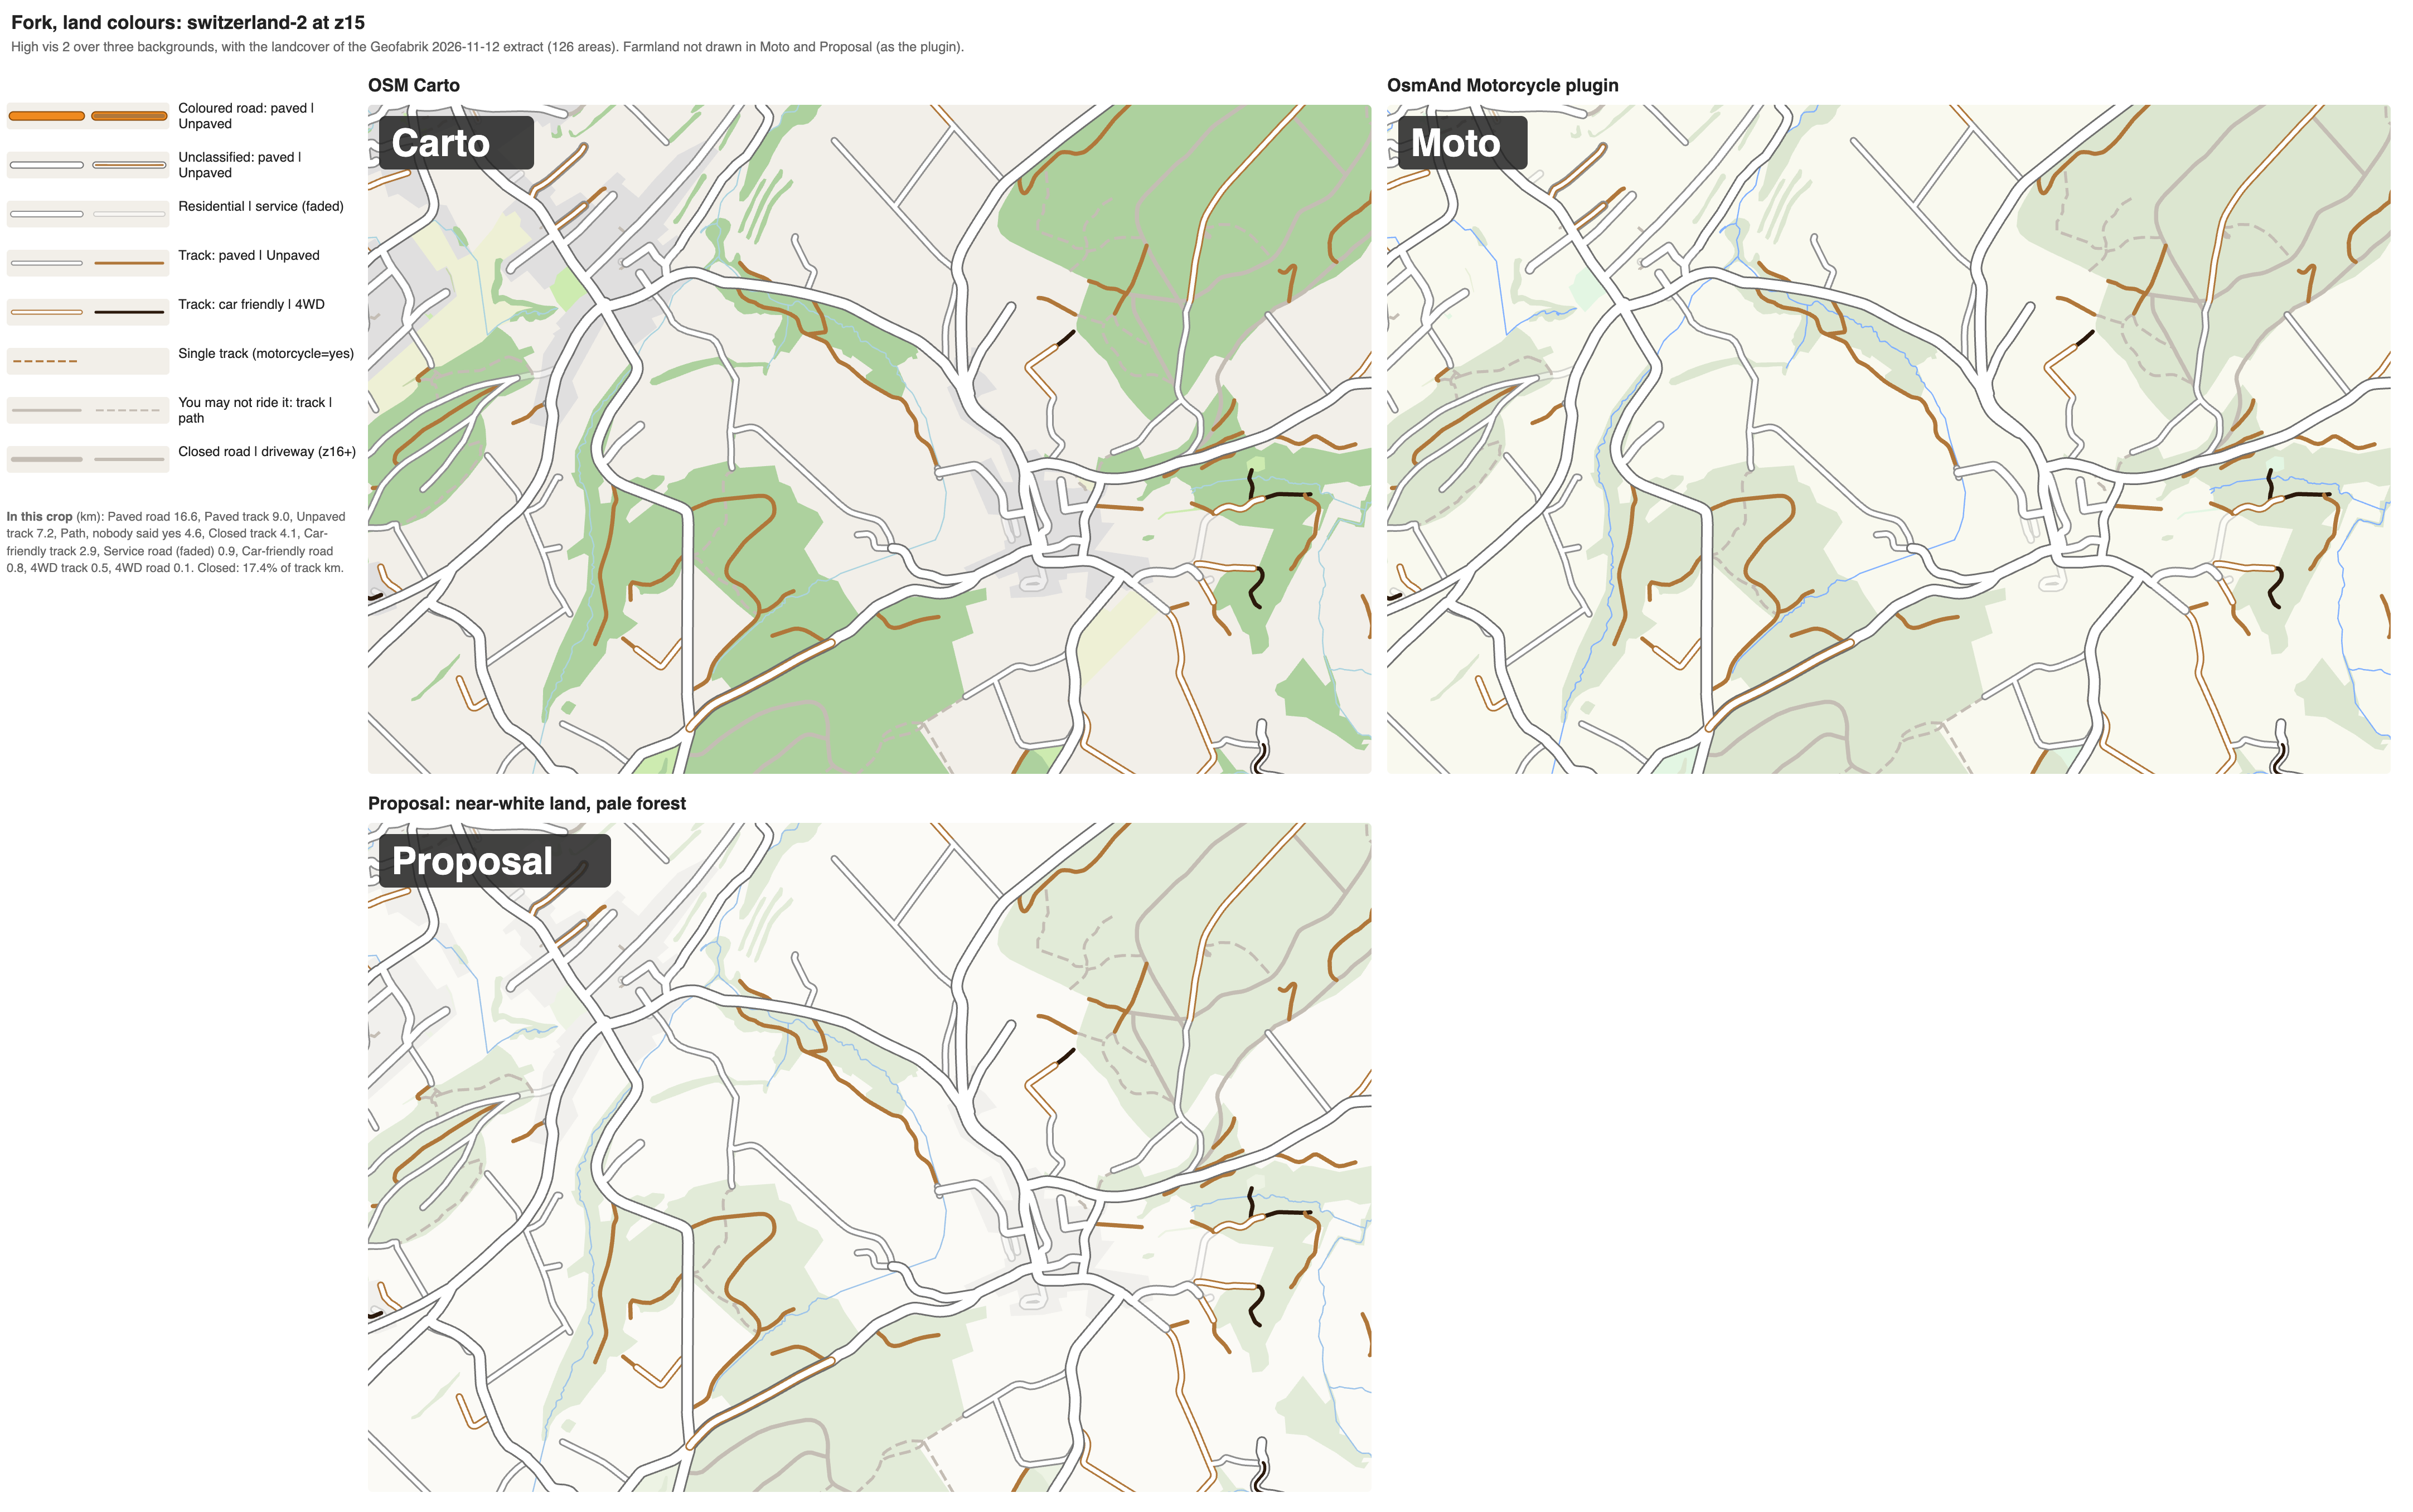 Fork, land colours: switzerland-2 at z15
High vis 2 over three backgrounds, with the landcover of the Geofabrik 2026-11-12 extract (126 areas). Farmland not drawn in Moto and Proposal (as the plugin).
Coloured road: paved |
Unpaved
Unclassified: paved |
Unpaved
Residential | service (faded)
Track: paved | Unpaved
Track: car friendly | 4WD
Single track (motorcycle=yes)
You may not ride it: track |
path
Closed road | driveway (z16+)
In this crop (km): Paved road 16.6, Paved track 9.0, Unpaved
track 7.2, Path, nobody said yes 4.6, Closed track 4.1, Car-
friendly track 2.9, Service road (faded) 0.9, Car-friendly road
0.8, 4WD track 0.5, 4WD road 0.1. Closed: 17.4% of track km.
OSM Carto
Carto
OsmAnd Motorcycle plugin
Moto
Proposal: near-white land, pale forest
Proposal